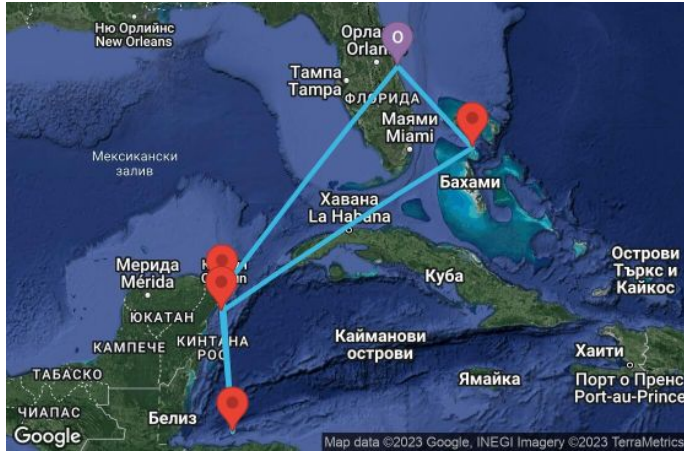 Ню Орлийнс
New Orleans
O
Тампа
Tampa
ФЛОРИДА
Маями
Miami
Мексикански
залив
Бахами
Хавана
La Habana
Мерида
Mérida
Куба
Острови
Търкс и
Кайкос
ЮКАТАН
КАМПЕЧЕ
КИНТАНА
Кайманови
острови
Хаити
ТАБАСКО
Ямайка
Порт о Пренс
Port-au-Prince
ЧИАПАС
Белиз
Google
Map data ©2023 Google, INEGI Imagery ©2023 TerraMetrics